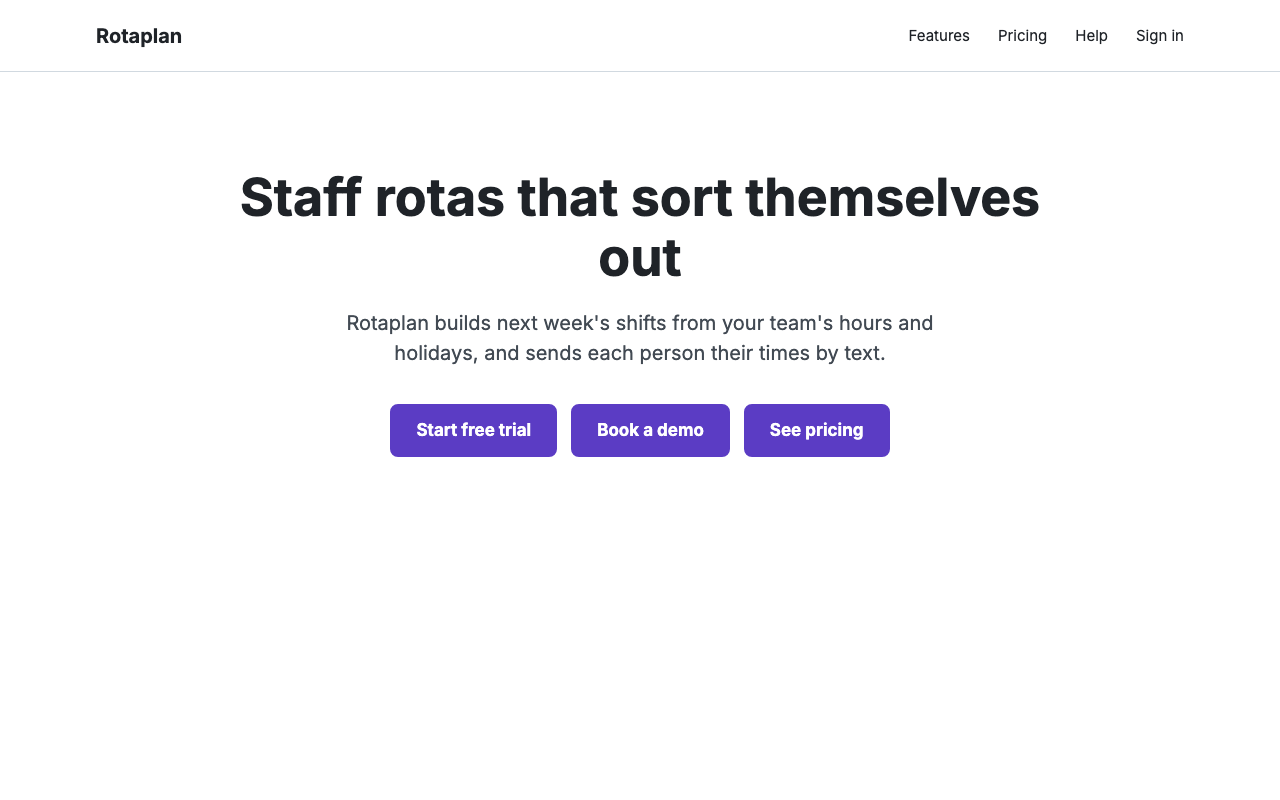 Rotaplan
Features
Pricing
Help
Sign in
Staff rotas that sort themselves
out
Rotaplan builds next week's shifts from your team's hours and
holidays, and sends each person their times by text.
Start free trial
Book a demo
See pricing